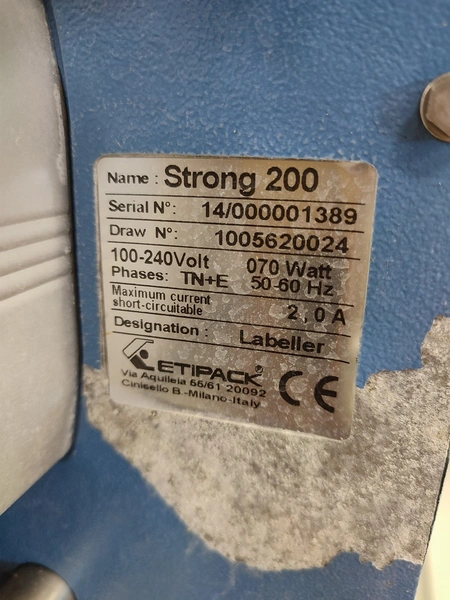 Name : Strong 200
Serial N°: 14/000001389
Draw N°: 1005620024
100-240Volt 070 Watt
Phases: TN+E 50-60 Hz
Maximum current
short-circuitable 2,0 A
Designation : Labeller
ETIPACK
Via Aquileia 55/61 20092
Cinisello B.-Milano-Italy
CE